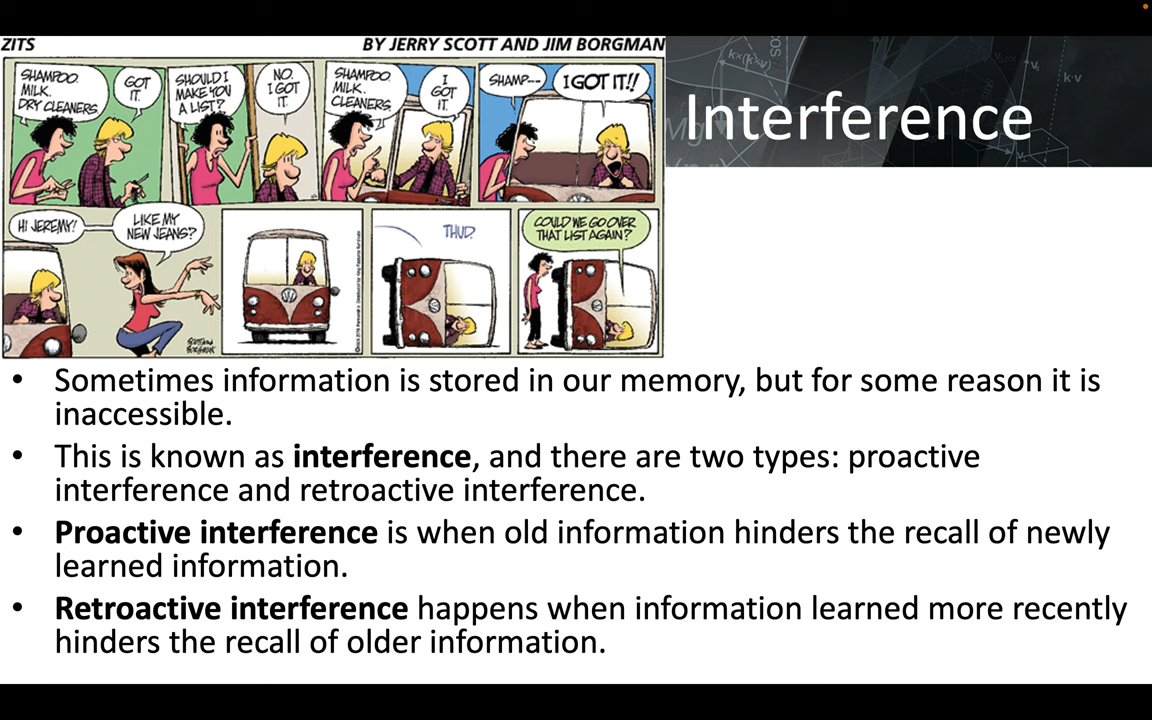 ZITS
BY JERRY SCOTT AND JIM BORGMAN
SHAMPOO.
MILK.
DRY CLEANERS.
GOT
IT.
SHOULD I
MAKE YOU
A LIST?
NO.
I GOT
IT.
SHAMPOO.
MILK.
CLEANERS.
I
GOT
IT.
SHAMP--
I GOT IT!!
HI JEREMY!
LIKE MY
NEW JEANS?
THUD.
COULD WE GO OVER
THAT LIST AGAIN?
Interference
• Sometimes information is stored in our memory, but for some reason it is
inaccessible.
• This is known as interference, and there are two types: proactive
interference and retroactive interference.
• Proactive interference is when old information hinders the recall of newly
learned information.
• Retroactive interference happens when information learned more recently
hinders the recall of older information.